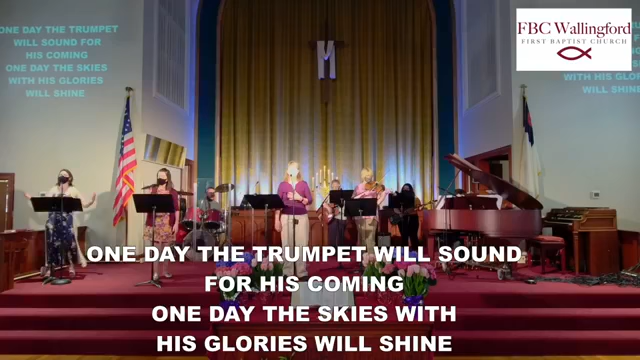 ONE DAY THE TRUMPET
WILL SOUND FOR
HIS COMING
ONE DAY THE SKIES
WITH HIS GLORIES
WILL SHINE
FBC Wallingford
FIRST BAPTIST CHURCH
WITH HIS GLO
WILL SHINE
ONE DAY THE TRUMPET WILL SOUND
FOR HIS COMING
ONE DAY THE SKIES WITH
HIS GLORIES WILL SHINE